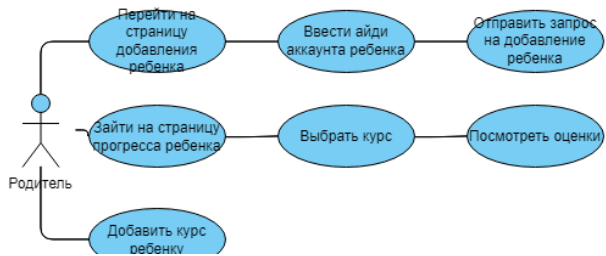 Перейти на
страницу
добавления
ребенка
Ввести айди
аккаунта ребенка
Отправить запрос
на добавление
ребенка
Зайти на страницу
прогресса ребенка
Выбрать курс
Посмотреть оценки
Родитель
Добавить курс
ребенку